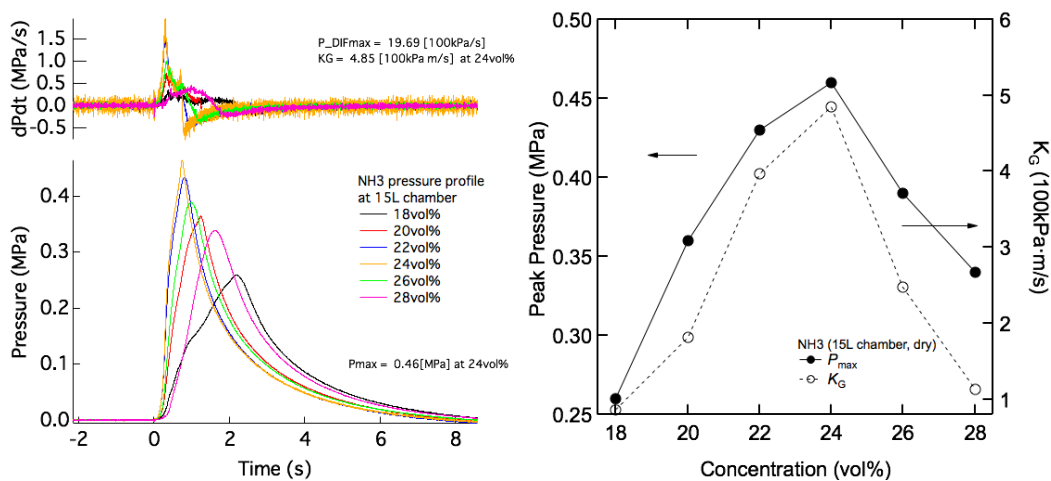 dPdt (MPa/s)
1.5
1.0
0.5
0.0
-0.5
P_DIFmax = 19.69 [100kPa/s]
KG = 4.85 [100kPa m/s] at 24vol%
Pressure (MPa)
0.4
0.3
0.2
0.1
0.0
NH3 pressure profile
at 15L chamber
18vol%
20vol%
22vol%
24vol%
26vol%
28vol%
Pmax = 0.46[MPa] at 24vol%
-2
0
2
4
6
8
Time (s)
Peak Pressure (MPa)
0.50
0.45
0.40
0.35
0.30
0.25
6
5
4
3
2
1
K_G (100kPa·m/s)
NH3 (15L chamber, dry)
P_max
K_G
18
20
22
24
26
28
Concentration (vol%)